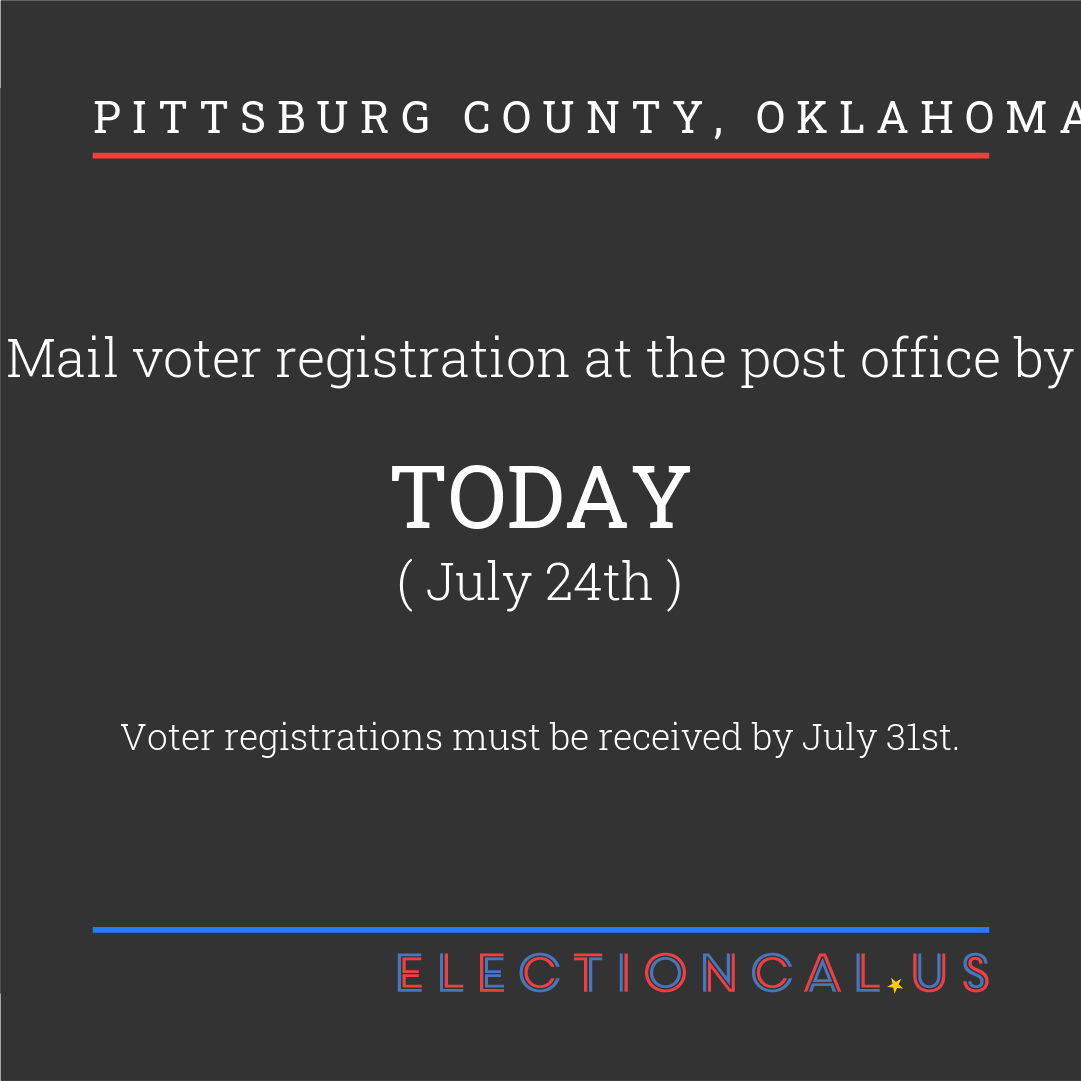 PITTSBURG COUNTY, OKLAHOMA
Mail voter registration at the post office by
TODAY
( July 24th )
Voter registrations must be received by July 31st.
ELECTIONCAL.US